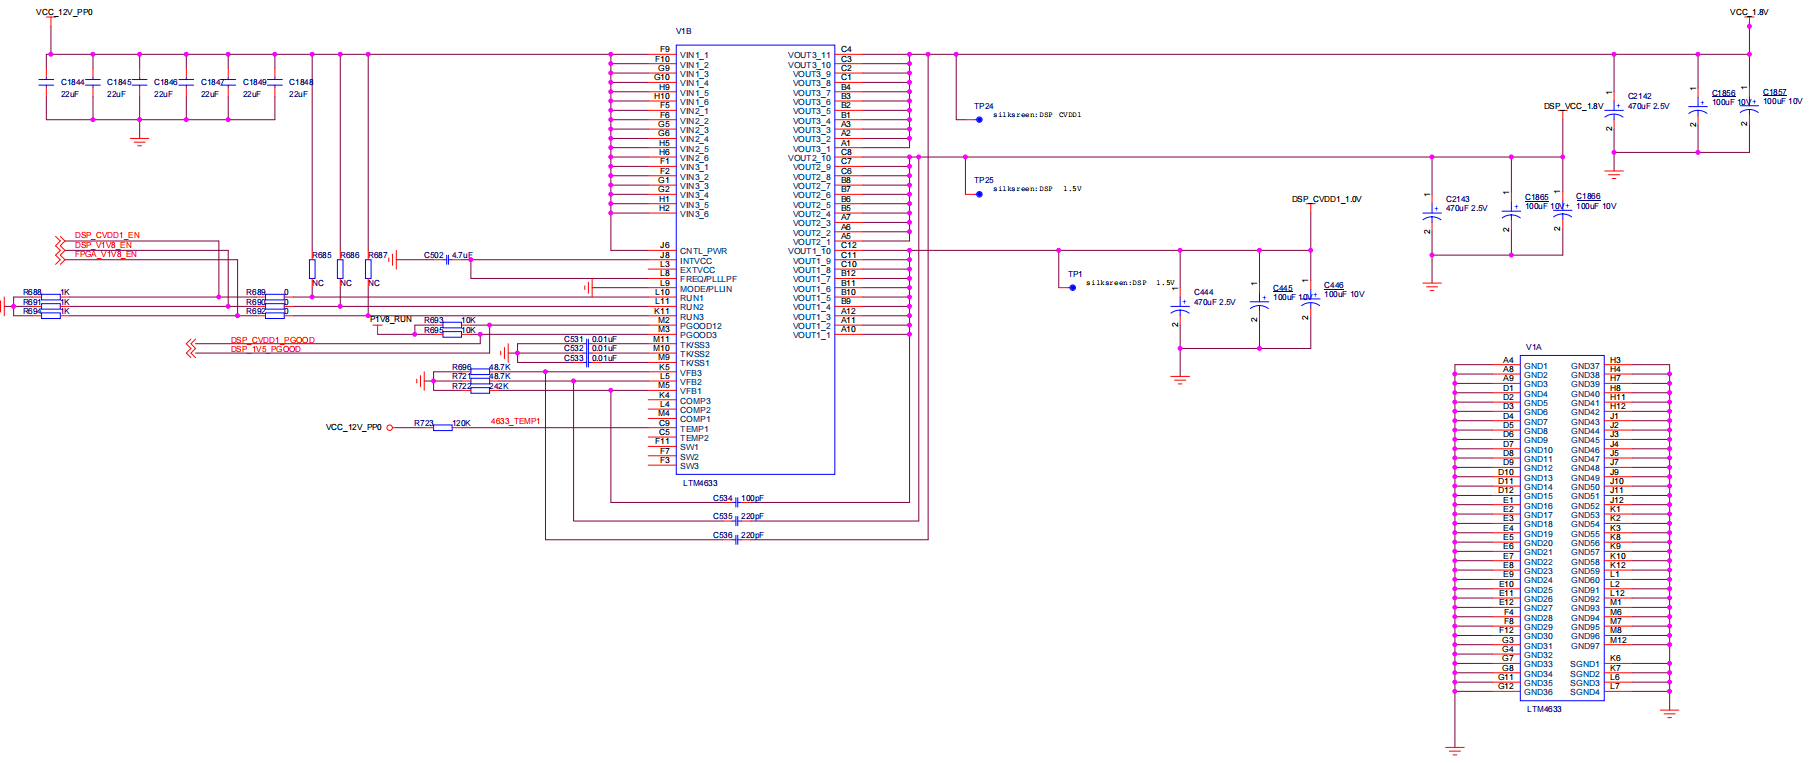 VCC_12V_PP0
VCC_1.8V
C1844 22uF
C1845 22uF
C1846 22uF
C1847 22uF
C1849 22uF
C1848 22uF
V1B
F9 VIN1_1
F10 VIN1_2
G9 VIN1_3
G10 VIN1_4
H9 VIN1_5
H10 VIN1_6
F5 VIN2_1
F6 VIN2_2
G5 VIN2_3
G6 VIN2_4
H5 VIN2_5
H6 VIN2_6
F1 VIN3_1
F2 VIN3_2
G1 VIN3_3
G2 VIN3_4
H1 VIN3_5
H2 VIN3_6
J6 CNTL_PWR
J8 INTVCC
L3 EXTVCC
L8 FREQ/PLLLPF
L9 MODE/PLLIN
L10 RUN1
L11 RUN2
K11 RUN3
M2 PGOOD12
M3 PGOOD3
M11 TK/SS3
M10 TK/SS2
M9 TK/SS1
K5 VFB3
L5 VFB2
M5 VFB1
K4 COMP3
L4 COMP2
M4 COMP1
C9 TEMP1
C5 TEMP2
F11 SW1
F7 SW2
F3 SW3
LTM4633
VOUT3_11 C4
VOUT3_10 C3
VOUT3_9 C2
VOUT3_8 C1
VOUT3_7 B4
VOUT3_6 B3
VOUT3_5 B2
VOUT3_4 B1
VOUT3_3 A3
VOUT3_2 A2
VOUT3_1 A1
VOUT2_10 C8
VOUT2_9 C7
VOUT2_8 C6
VOUT2_7 B8
VOUT2_6 B7
VOUT2_5 B6
VOUT2_4 B5
VOUT2_3 A7
VOUT2_2 A6
VOUT2_1 A5
VOUT1_10 C12
VOUT1_9 C11
VOUT1_8 C10
VOUT1_7 B12
VOUT1_6 B11
VOUT1_5 B10
VOUT1_4 B9
VOUT1_3 A12
VOUT1_2 A11
VOUT1_1 A10
DSP_CVDD1_EN
DSP_V1V8_EN
FPGA_V1V8_EN
R685 NC
R686 NC
R687 NC
C502 4.7uF
R688 1K
R691 1K
R694 1K
R689 0
R690 0
R692 0
P1V8_RUN
R693 10K
R695 10K
DSP_CVDD1_PGOOD
DSP_1V5_PGOOD
C531 0.01uF
C532 0.01uF
C533 0.01uF
R696 48.7K
R721 48.7K
R722 242K
VCC_12V_PP0
R723 120K
4633_TEMP1
C534 100pF
C535 220pF
C536 220pF
TP24
silksreen:DSP CVDD1
TP25
silksreen:DSP 1.5V
TP1
silksreen:DSP 1.5V
DSP_CVDD1_1.0V
DSP_VCC_1.8V
C2142 470uF 2.5V 1 2
C1856 100uF 10V 1 2
C1857 100uF 10V 1 2
C2143 470uF 2.5V 1 2
C1865 100uF 10V 1 2
C1866 100uF 10V 1 2
C444 470uF 2.5V 1 2
C445 100uF 10V 1 2
C446 100uF 10V 1 2
V1A
A4 GND1
A8 GND2
A9 GND3
D1 GND4
D2 GND5
D3 GND6
D4 GND7
D5 GND8
D6 GND9
D7 GND10
D8 GND11
D9 GND12
D10 GND13
D11 GND14
D12 GND15
E1 GND16
E2 GND17
E3 GND18
E4 GND19
E5 GND20
E6 GND21
E7 GND22
E8 GND23
E9 GND24
E10 GND25
E11 GND26
E12 GND27
F4 GND28
F8 GND29
F12 GND30
G3 GND31
G4 GND32
G7 GND33
G8 GND34
G11 GND35
G12 GND36
GND37 H3
GND38 H4
GND39 H7
GND40 H8
GND41 H11
GND42 H12
GND43 J1
GND44 J2
GND45 J3
GND46 J4
GND47 J5
GND48 J7
GND49 J9
GND50 J10
GND51 J11
GND52 J12
GND53 K1
GND54 K2
GND55 K3
GND56 K8
GND57 K9
GND58 K10
GND59 K12
GND60 L1
GND91 L2
GND92 L12
GND93 M1
GND94 M6
GND95 M7
GND96 M8
GND97 M12
SGND1 K6
SGND2 K7
SGND3 L6
SGND4 L7
LTM4633